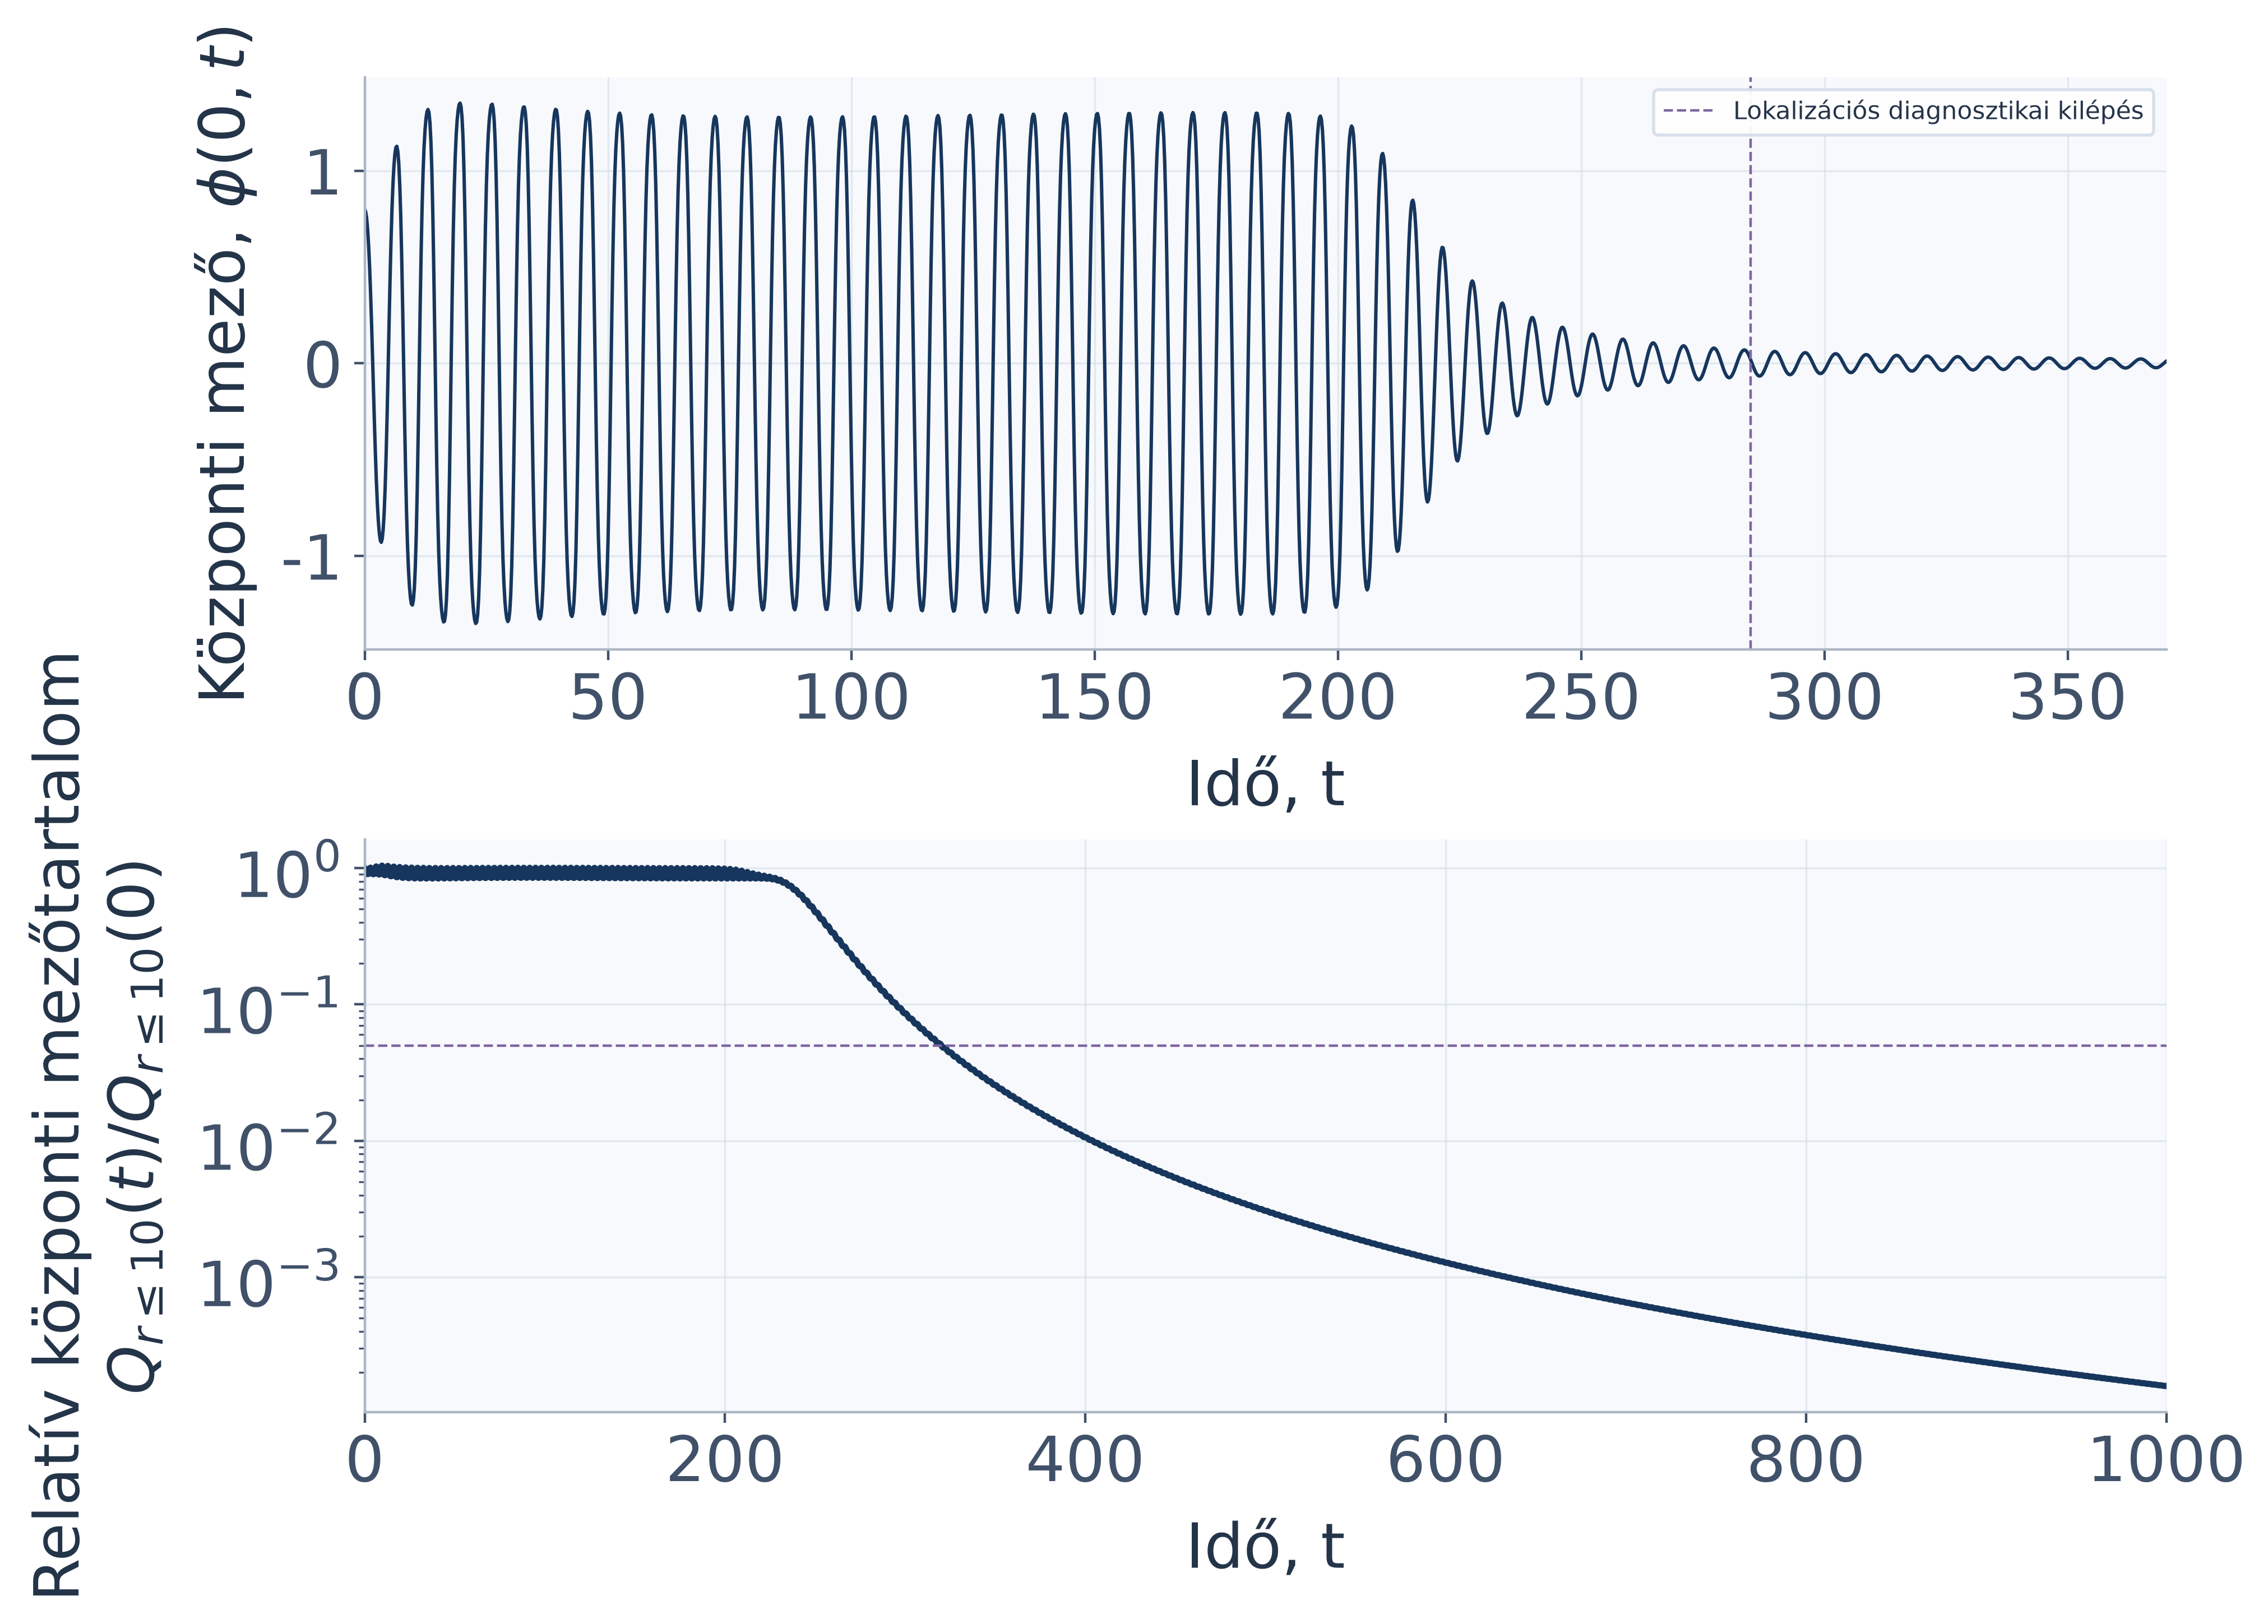 Központi mező, ϕ(0, t)
1
0
-1
Lokalizációs diagnosztikai kilépés
0 50 100 150 200 250 300 350
Idő, t
Relatív központi mezőtartalom
Q_{r≤10}(t)/Q_{r≤10}(0)
10⁰
10⁻¹
10⁻²
10⁻³
0 200 400 600 800 1000
Idő, t